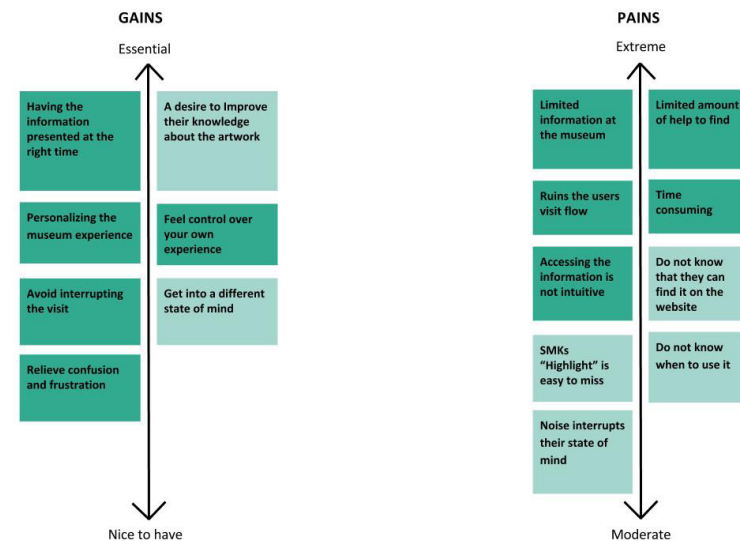 GAINS
Essential
Having the
information
presented at the
right time
A desire to Improve
their knowledge
about the artwork
Personalizing the
museum experience
Feel control over
your own
experience
Avoid interrupting
the visit
Get into a different
state of mind
Relieve confusion
and frustration
Nice to have
PAINS
Extreme
Limited
information at
the museum
Limited amount
of help to find
Ruins the users
visit flow
Time
consuming
Accessing the
information is
not intuitive
Do not know
that they can
find it on the
website
SMKs
"Highlight" is
easy to miss
Do not know
when to use it
Noise interrupts
their state of
mind
Moderate